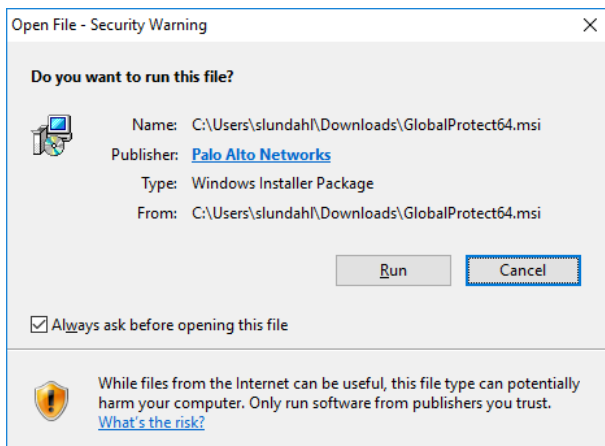 Open File - Security Warning
Do you want to run this file?
Name: C:\Users\slundahl\Downloads\GlobalProtect64.msi
Publisher: Palo Alto Networks
Type: Windows Installer Package
From: C:\Users\slundahl\Downloads\GlobalProtect64.msi
Run Cancel
Always ask before opening this file
While files from the Internet can be useful, this file type can potentially
harm your computer. Only run software from publishers you trust.
What's the risk?